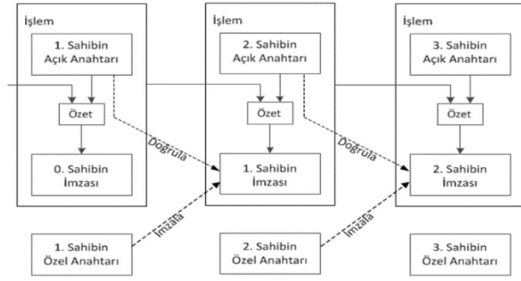 İşlem
1. Sahibin
Açık Anahtarı
Özet
0. Sahibin
İmzası
1. Sahibin
Özel Anahtarı
Doğrula
İmzala
İşlem
2. Sahibin
Açık Anahtarı
Özet
1. Sahibin
İmzası
2. Sahibin
Özel Anahtarı
Doğrula
İmzala
İşlem
3. Sahibin
Açık Anahtarı
Özet
2. Sahibin
İmzası
3. Sahibin
Özel Anahtarı